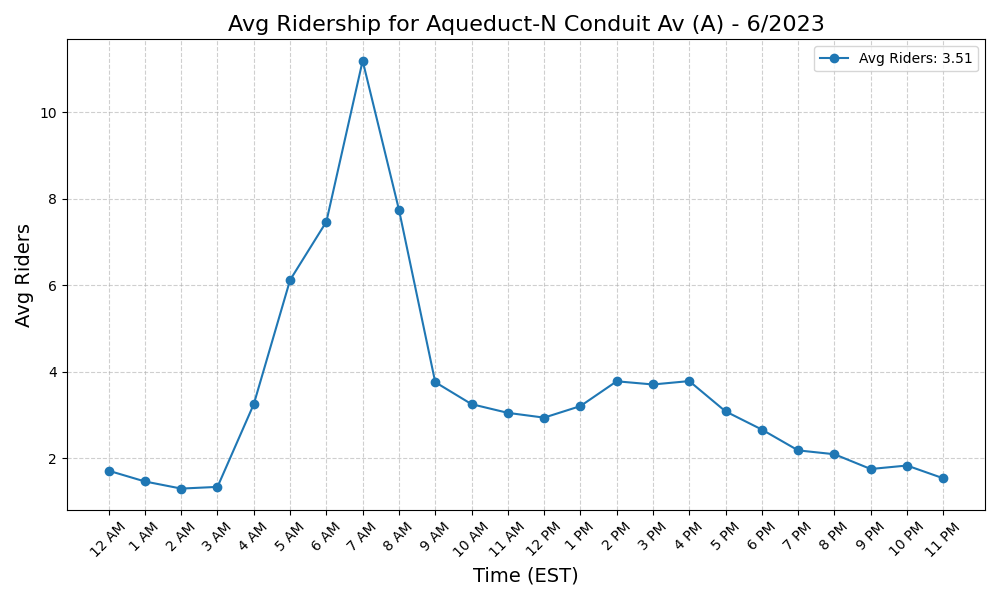 Avg Ridership for Aqueduct-N Conduit Av (A) - 6/2023
Avg Riders: 3.51
Avg Riders
10
8
6
4
2
12 AM
1 AM
2 AM
3 AM
4 AM
5 AM
6 AM
7 AM
8 AM
9 AM
10 AM
11 AM
12 PM
1 PM
2 PM
3 PM
4 PM
5 PM
6 PM
7 PM
8 PM
9 PM
10 PM
11 PM
Time (EST)